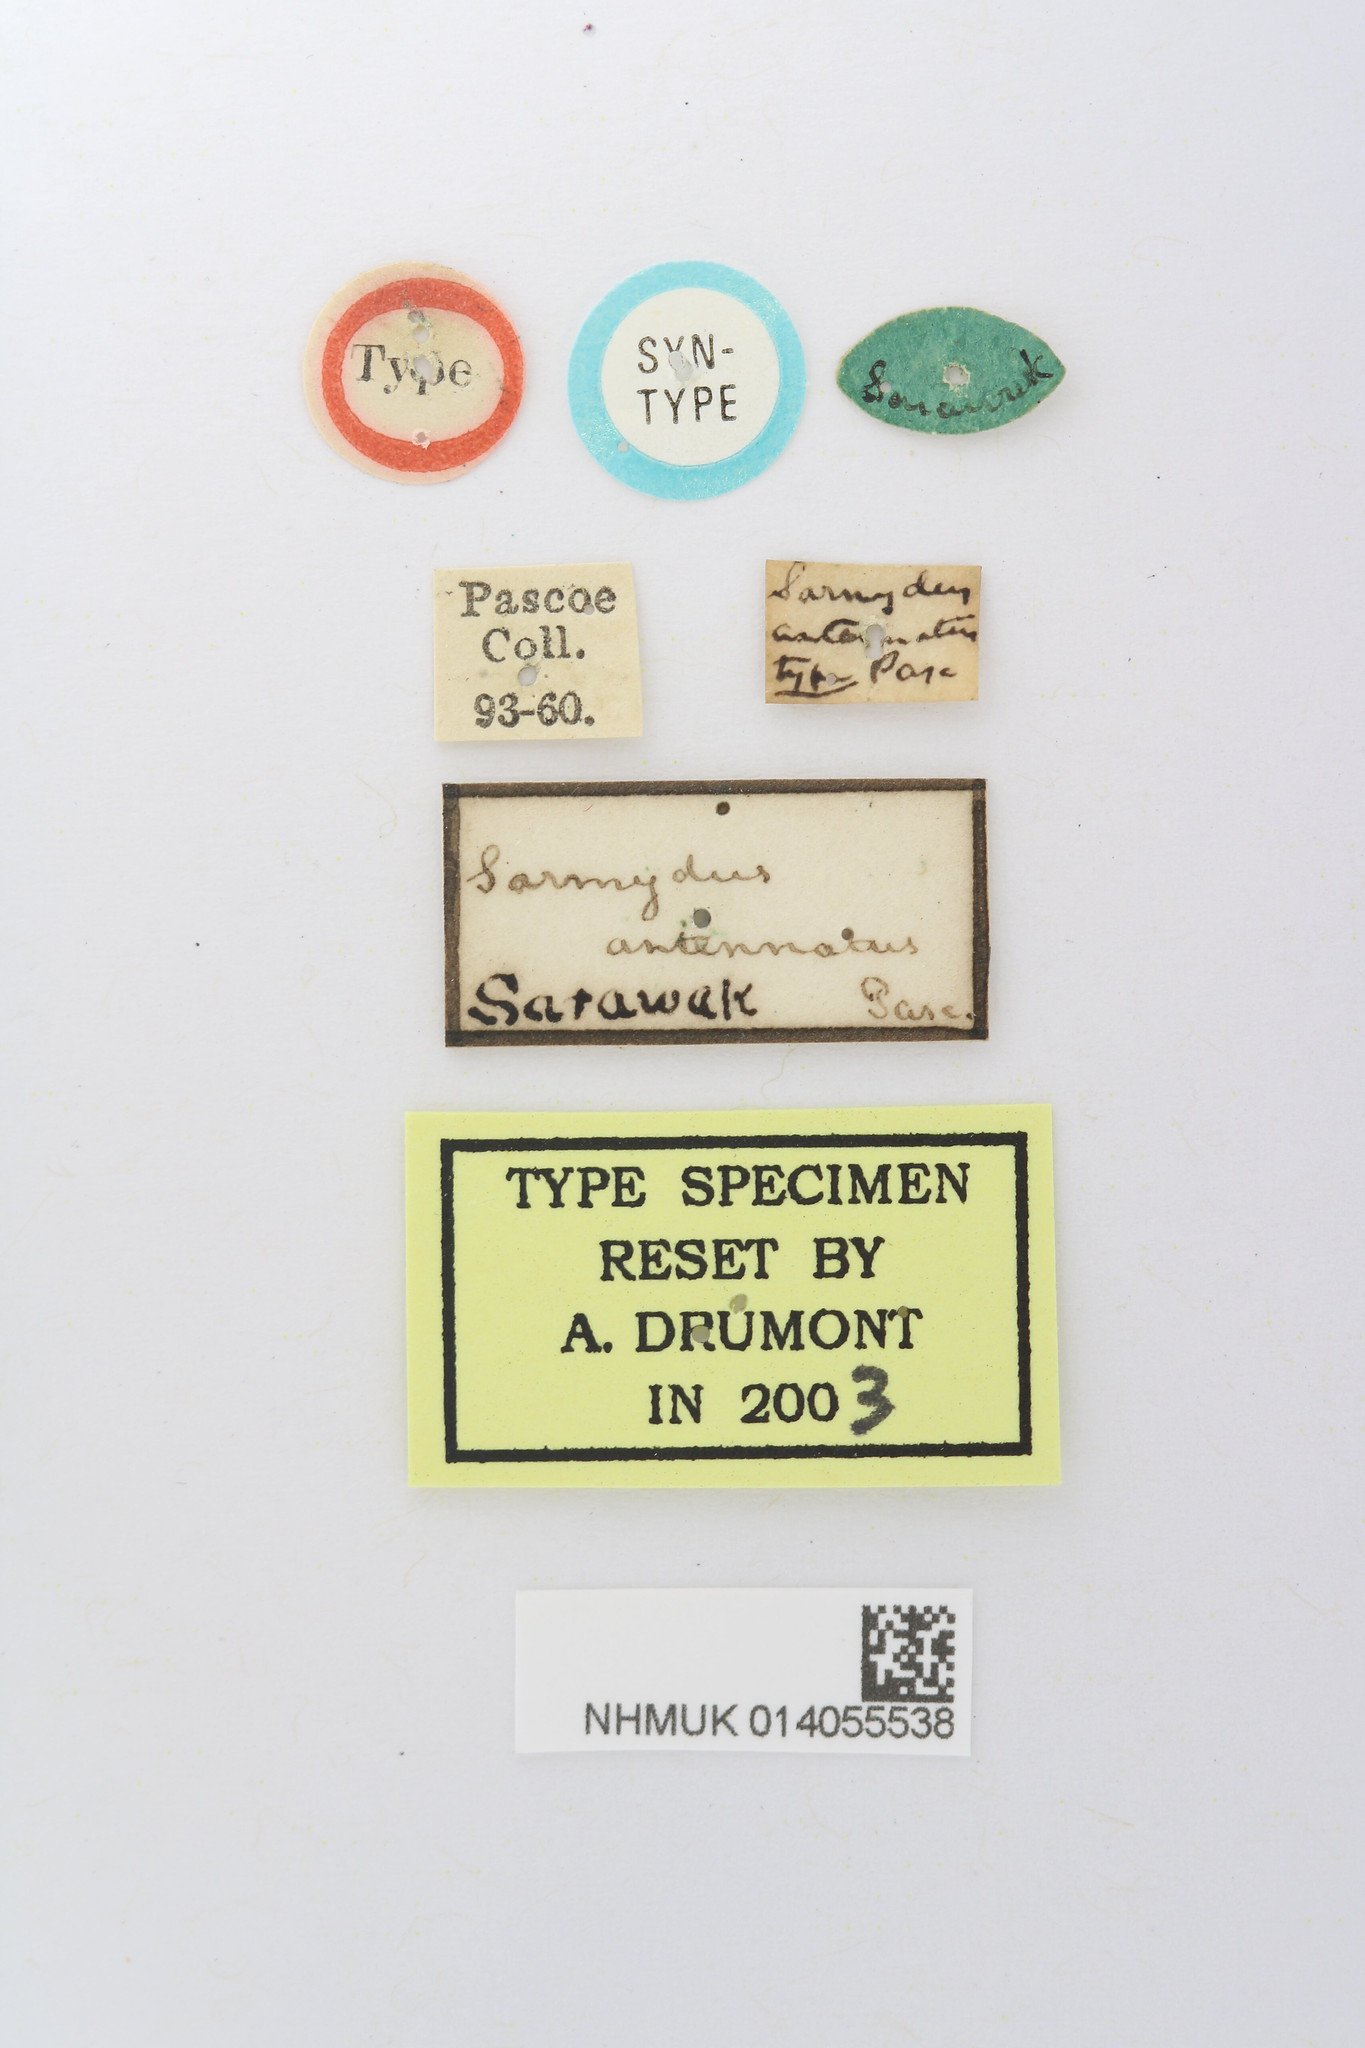 Type
SYN-
TYPE
Sarawak
Pascoe
Coll.
93-60.
Sarmydus
antennatus
type Pasc
Sarmydus
antennatus
Sarawak Pasc.
TYPE SPECIMEN
RESET BY
A. DRUMONT
IN 2003
NHMUK 014055538